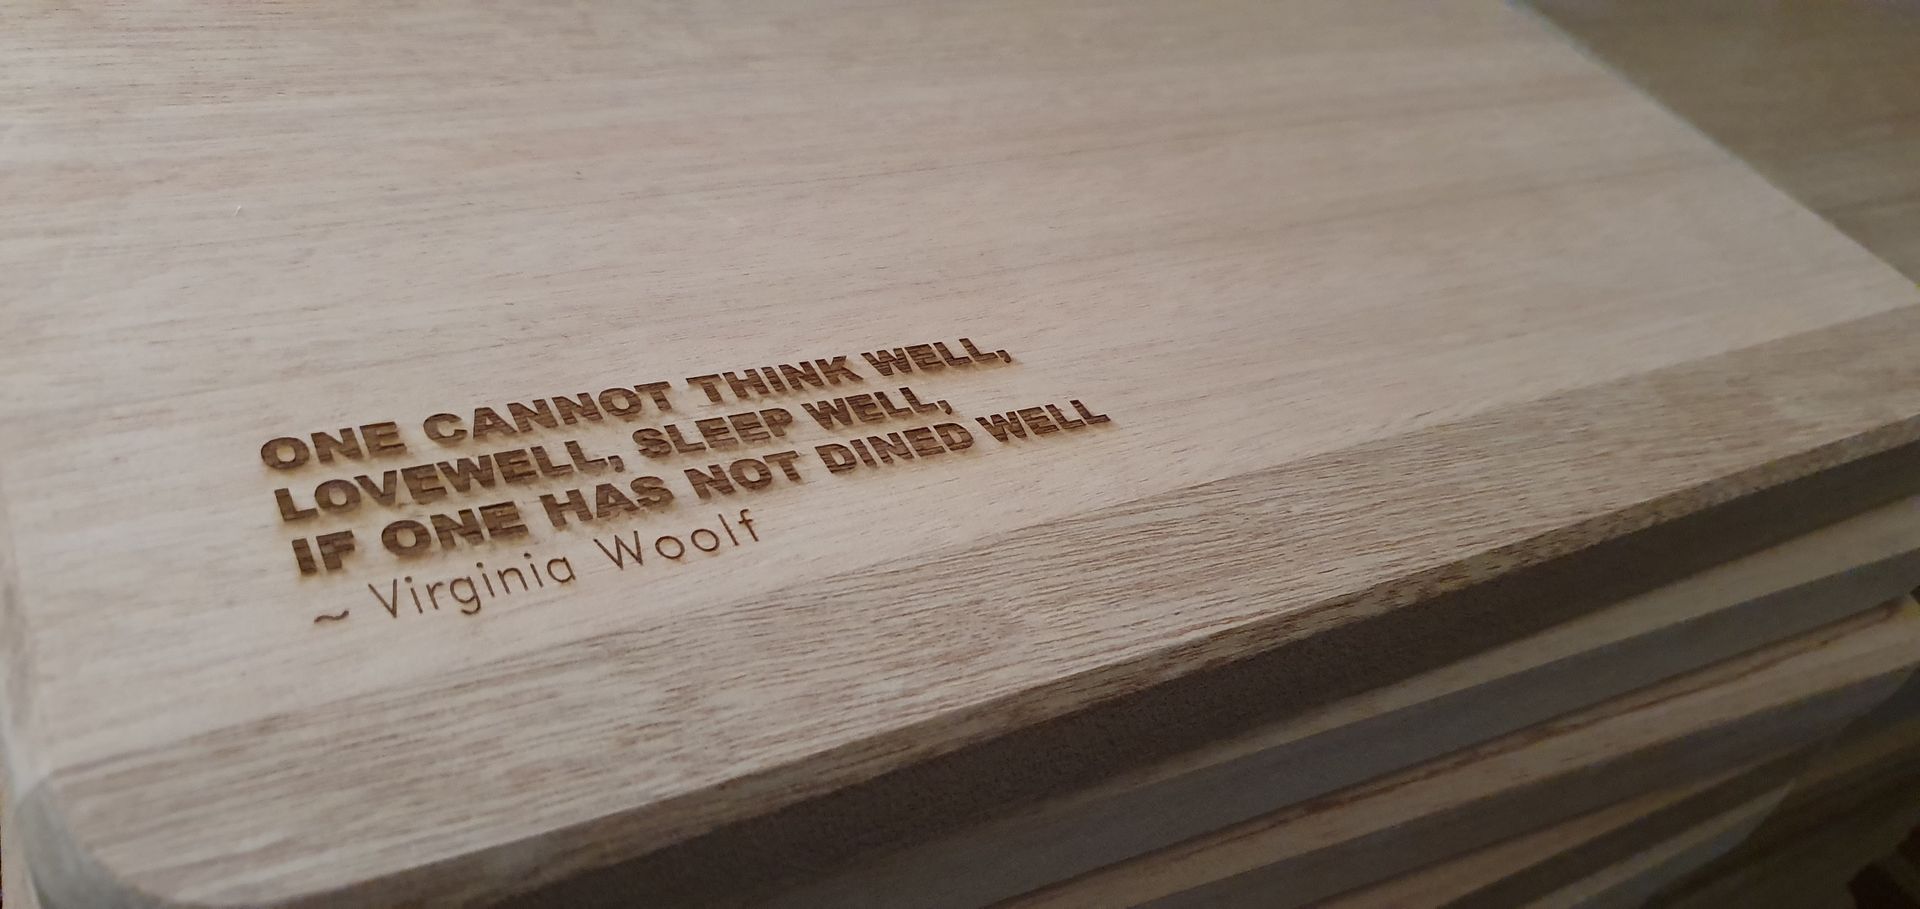 ONE CANNOT THINK WELL,
LOVEWELL, SLEEP WELL,
IF ONE HAS NOT DINED WELL
~ Virginia Woolf